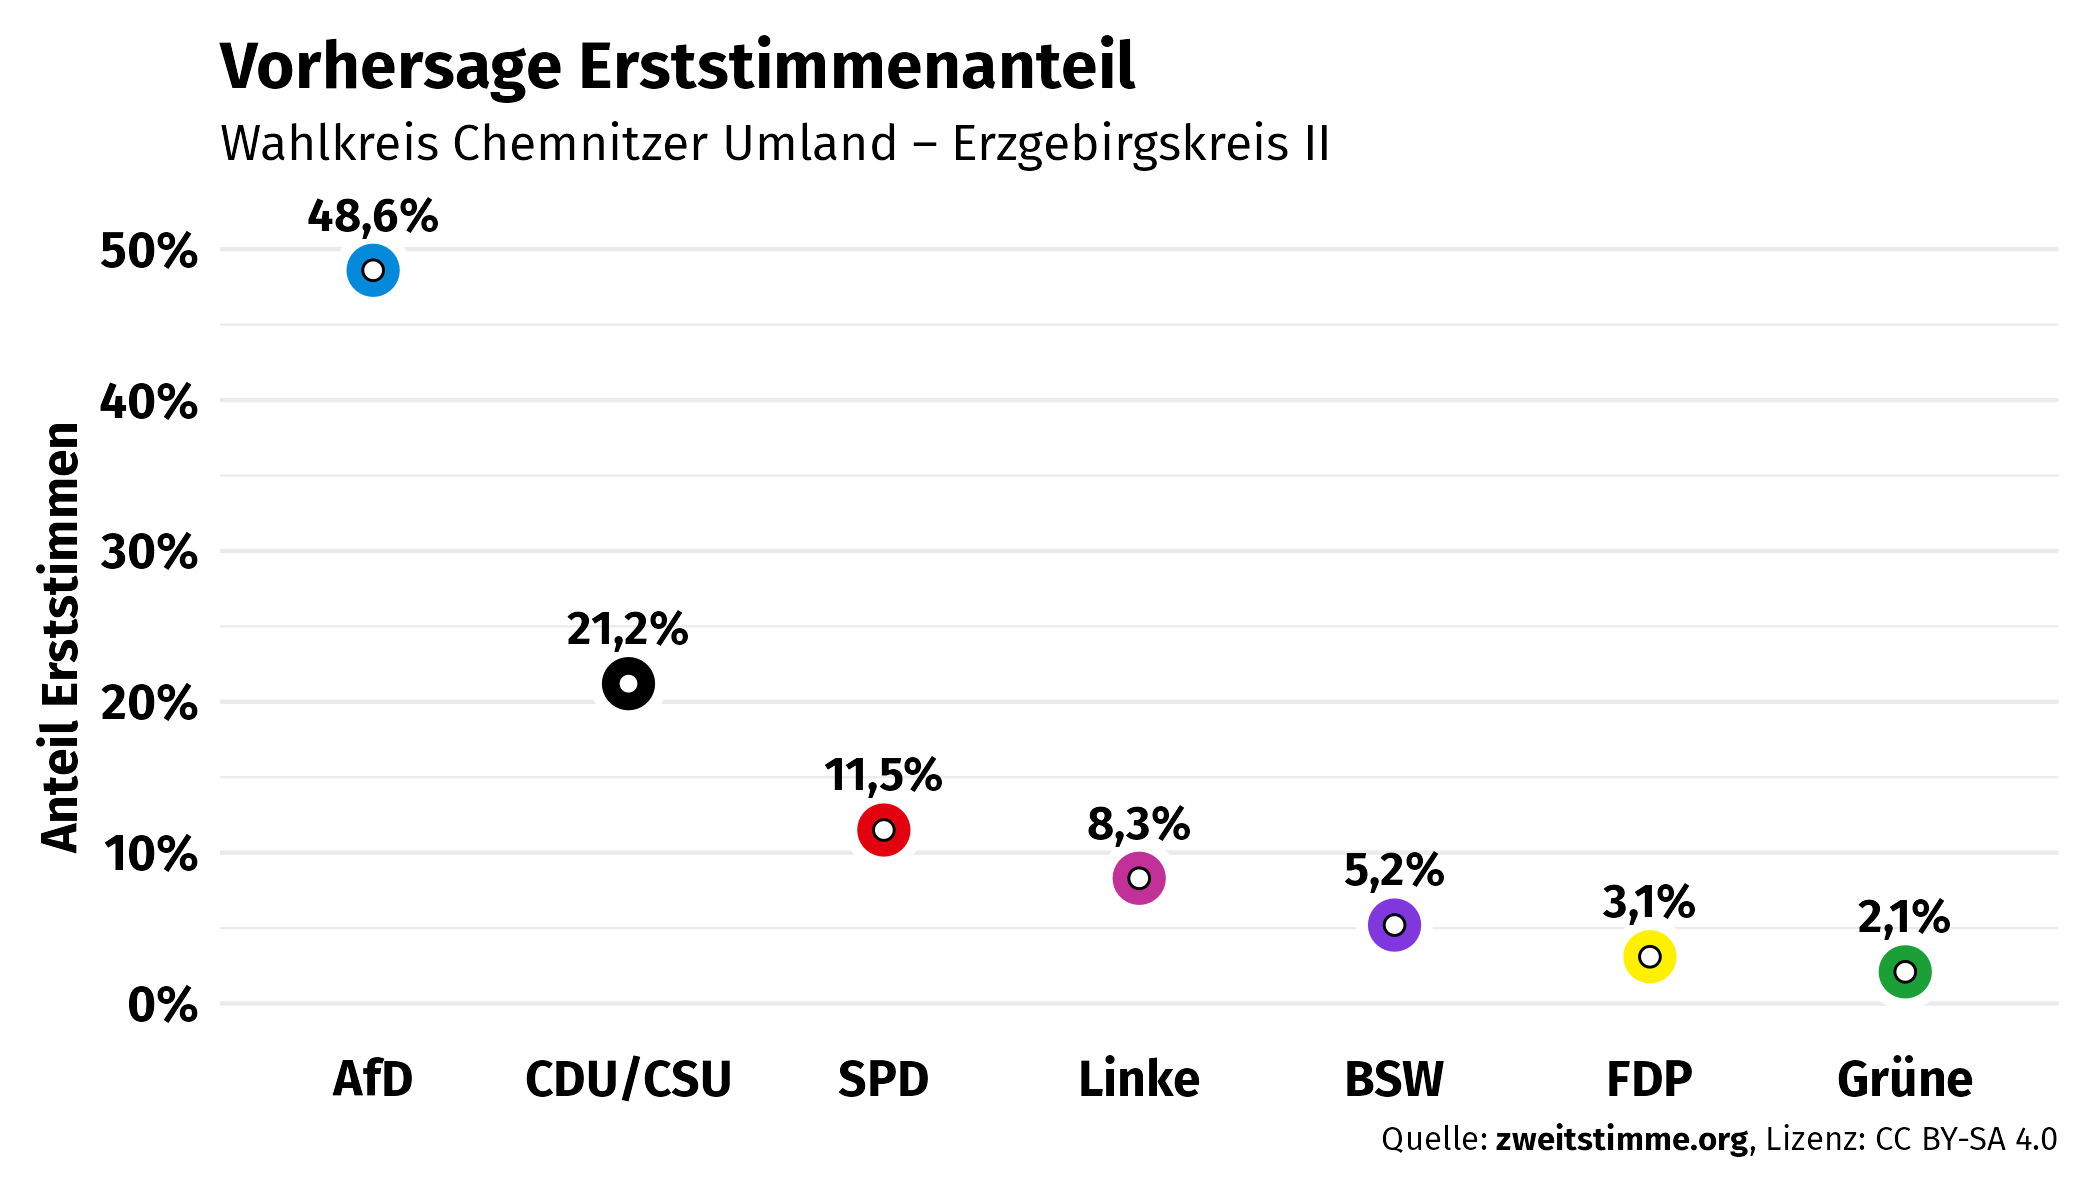 Vorhersage Erststimmenanteil
Wahlkreis Chemnitzer Umland – Erzgebirgskreis II
48,6%
50%
40%
30%
21,2%
20%
11,5%
8,3%
10%
5,2%
3,1%
2,1%
0%
Anteil Erststimmen
AfD CDU/CSU SPD Linke BSW FDP Grüne
Quelle: zweitstimme.org, Lizenz: CC BY-SA 4.0